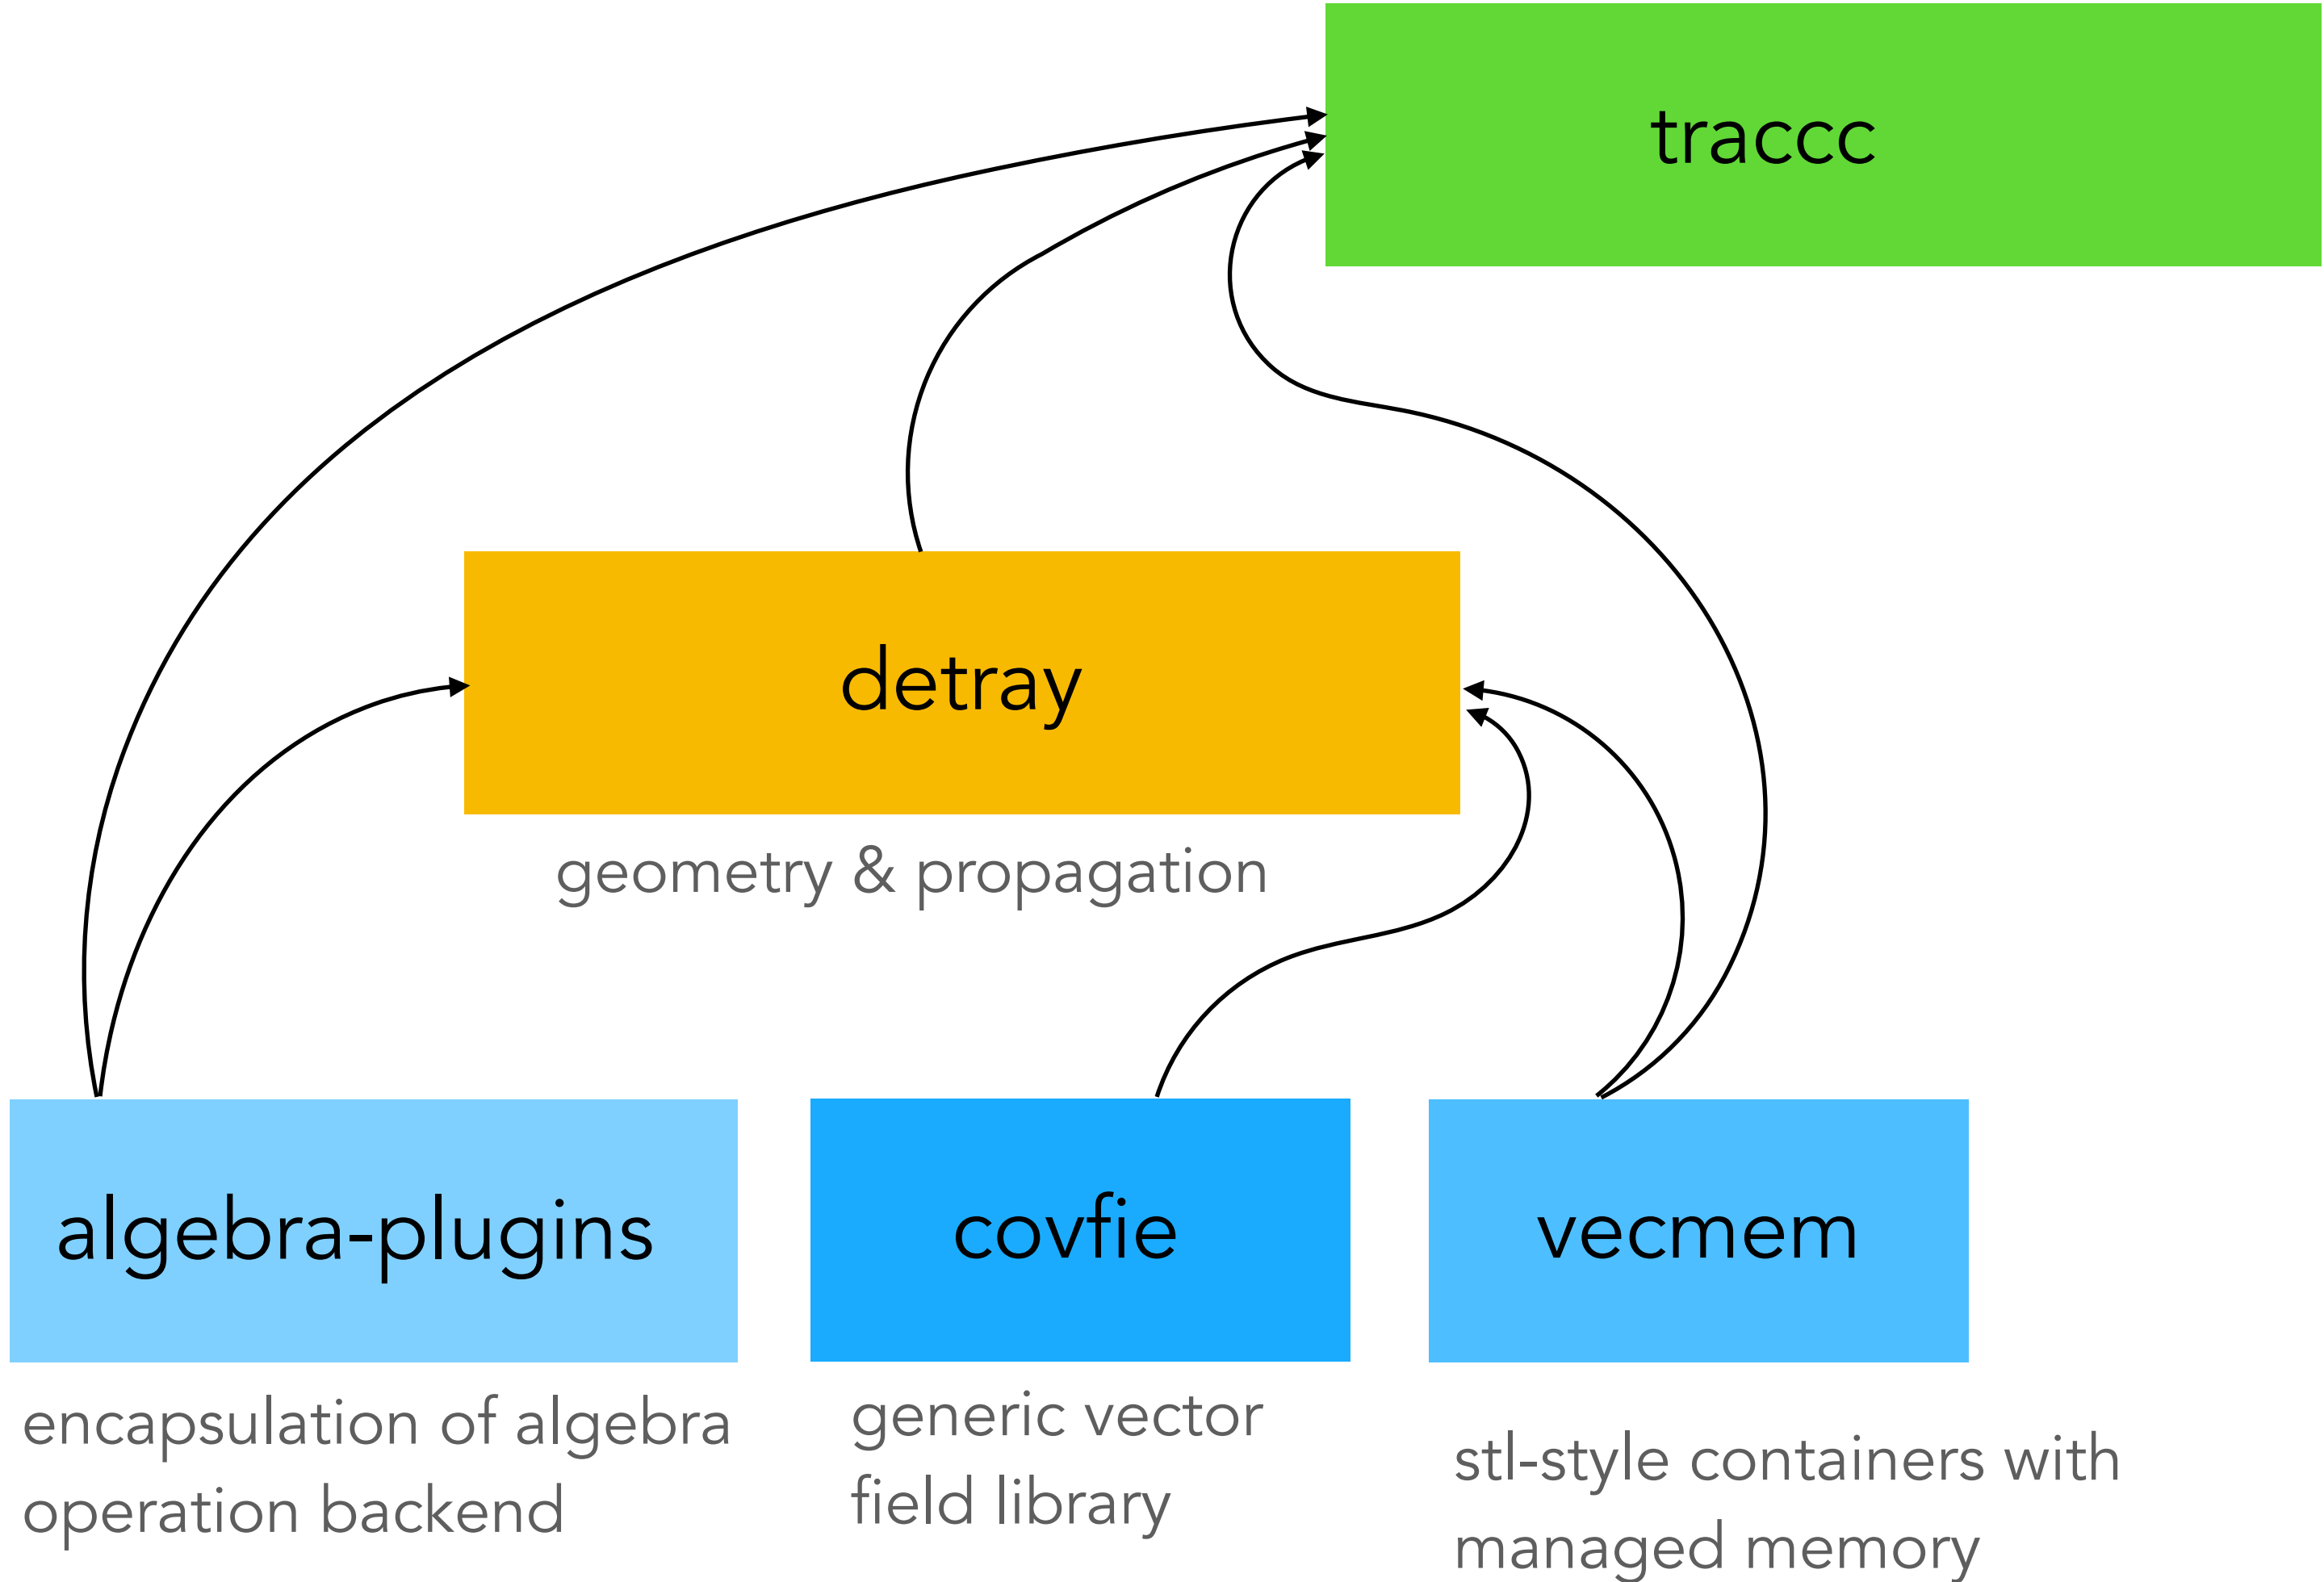 traccc
detray
geometry & propagation
algebra-plugins
covfie
vecmem
encapsulation of algebra
operation backend
generic vector
field library
stl-style containers with
managed memory